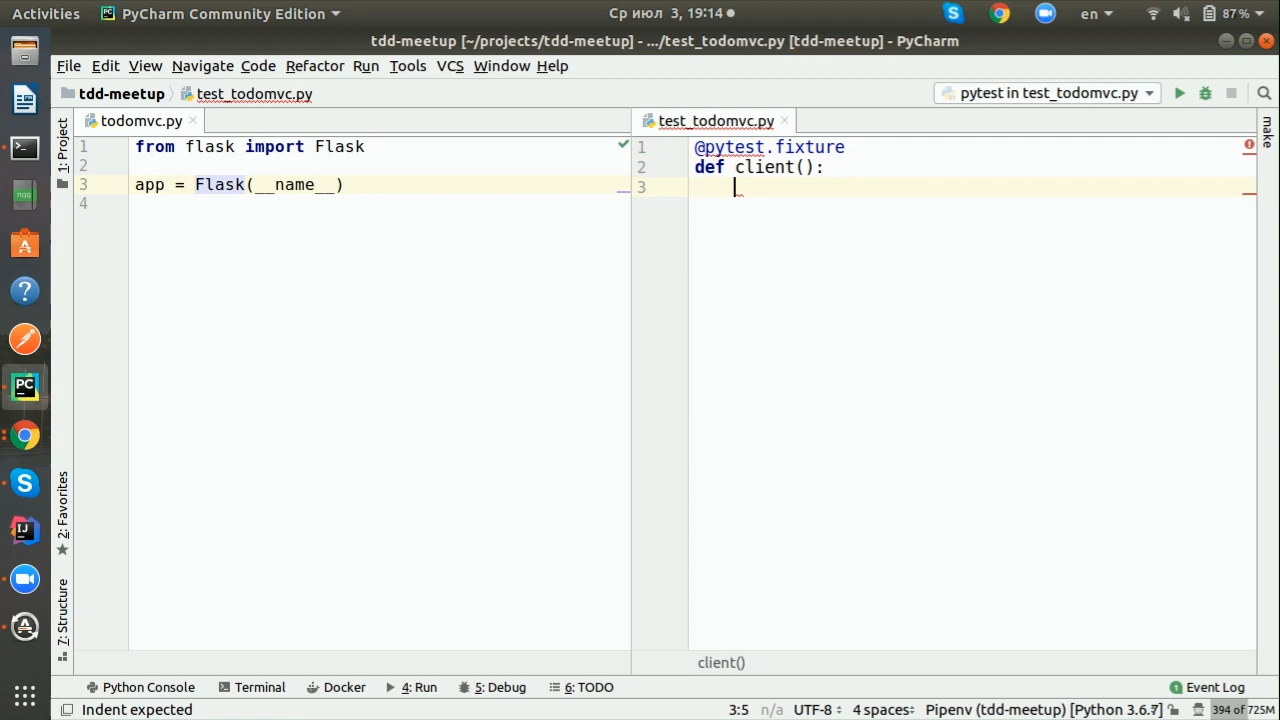 Activities
PyCharm Community Edition
Ср июл 3, 19:14
en
87 %
tdd-meetup [~/projects/tdd-meetup] - .../test_todomvc.py [tdd-meetup] - PyCharm
File Edit View Navigate Code Refactor Run Tools VCS Window Help
tdd-meetup
test_todomvc.py
pytest in test_todomvc.py
1: Project
2: Favorites
7: Structure
make
todomvc.py
1 from flask import Flask
2
3 app = Flask(__name__)
4
test_todomvc.py
1 @pytest.fixture
2 def client():
3
client()
Python Console
Terminal
Docker
4: Run
5: Debug
6: TODO
Event Log
Indent expected
3:5
n/a
UTF-8
4 spaces
Pipenv (tdd-meetup) [Python 3.6.7]
394 of 725M